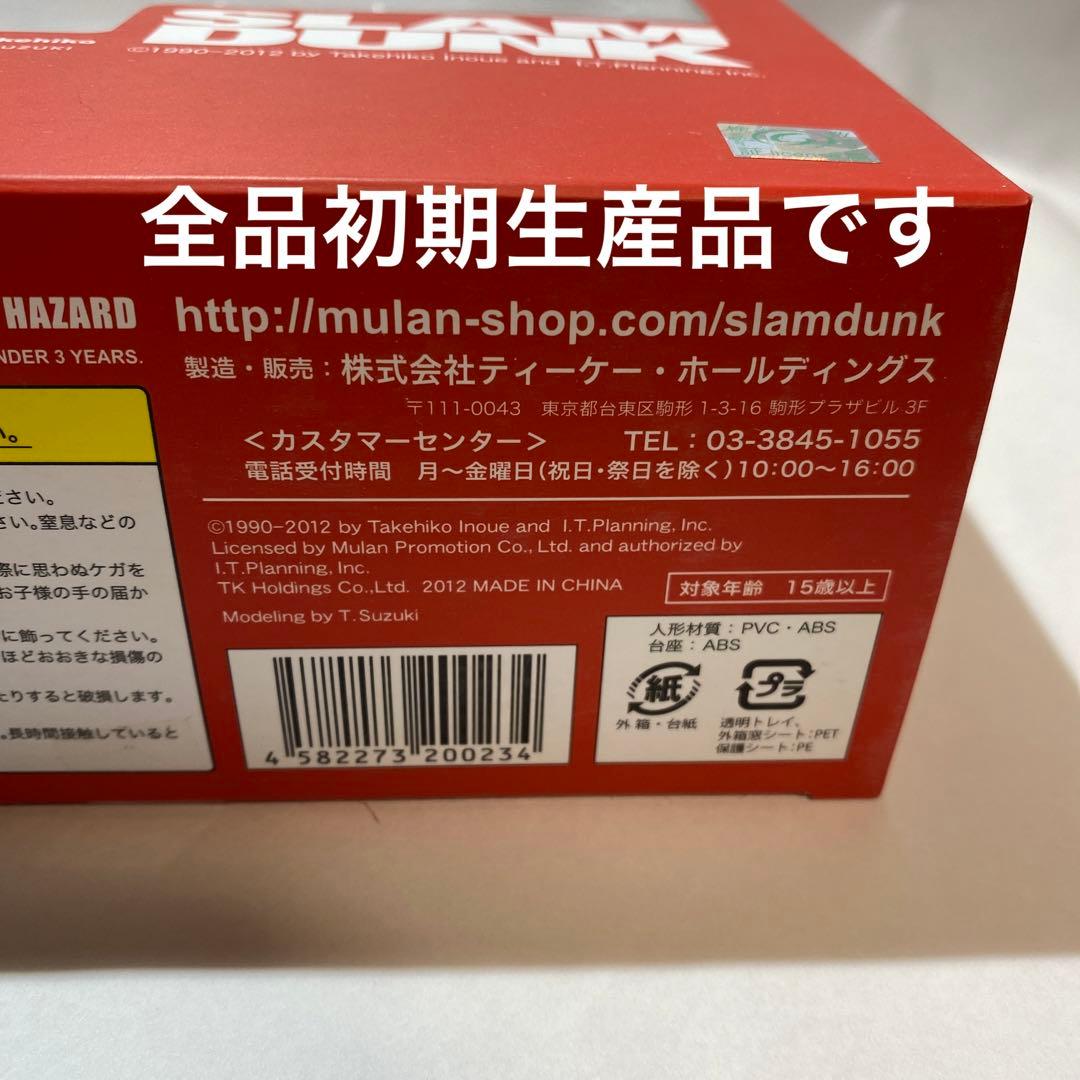 SLAM
DUNK
Takehiko
SUZUKI
©1990-2012 by Takehiko Inoue and I.T.Planning, Inc.
全品初期生産品です
HAZARD
http://mulan-shop.com/slamdunk
UNDER 3 YEARS.
製造・販売：株式会社ティーケー・ホールディングス
〒111-0043 東京都台東区駒形 1-3-16 駒形プラザビル 3F
＜カスタマーセンター＞ TEL：03-3845-1055
電話受付時間 月～金曜日（祝日・祭日を除く）10:00～16:00
い。
ださい。
さい。窒息などの
際に思わぬケガを
お子様の手の届か
に飾ってください。
ほどおおきな損傷の
たりすると破損します。
。長時間接触していると
©1990-2012 by Takehiko Inoue and I.T.Planning, Inc.
Licensed by Mulan Promotion Co., Ltd. and authorized by
I.T.Planning, Inc.
TK Holdings Co.,Ltd. 2012 MADE IN CHINA
対象年齢 15歳以上
Modeling by T.Suzuki
4 582273 200234
人形材質：PVC・ABS
台座：ABS
紙
外箱・台紙
プラ
透明トレイ、
外箱窓シート：PET
保護シート：PE